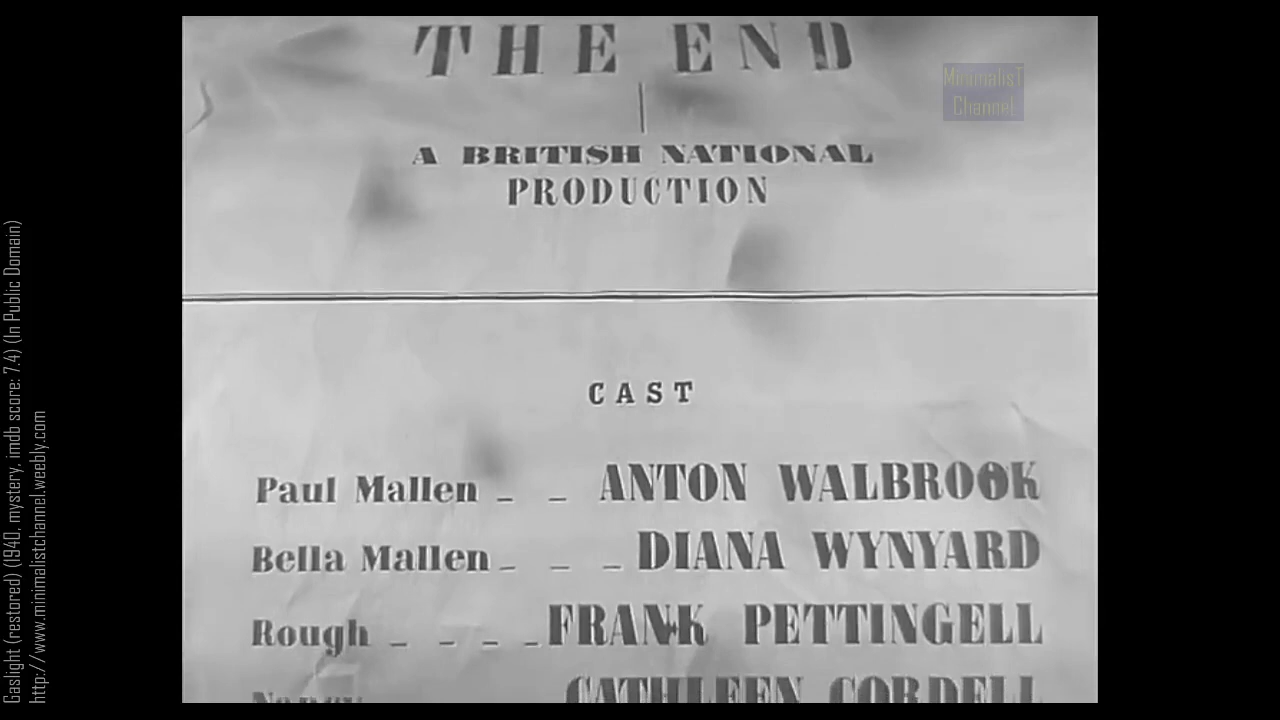 THE END
MinimalisT
Channel
A BRITISH NATIONAL
PRODUCTION
CAST
Paul Mallen _ _ ANTON WALBROOK
Bella Mallen _ _ _ DIANA WYNYARD
Rough _ _ _ _ FRANK PETTINGELL
CATHLEEN CORDELL
Gaslight (restored) (1940, mystery, imdb score: 7.4) (In Public Domain)
http://www.minimalistchannel.weebly.com